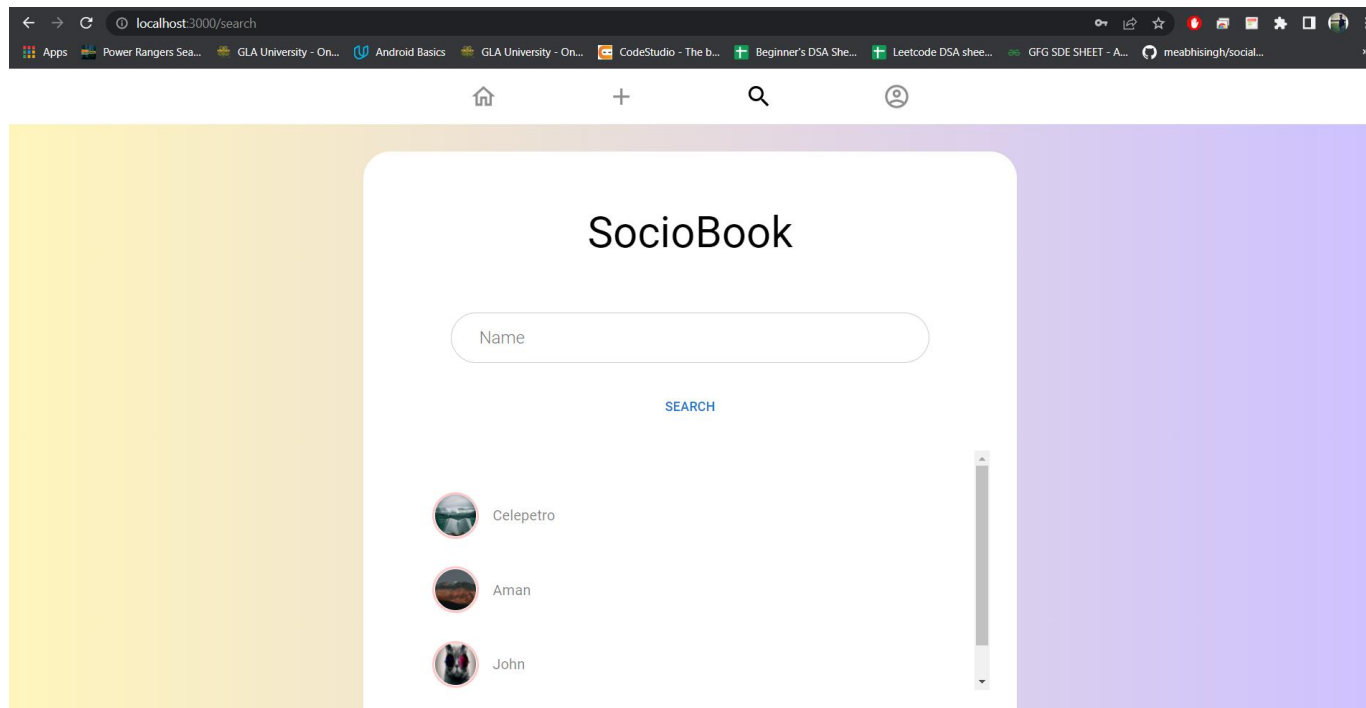 localhost:3000/search
Apps Power Rangers Sea... GLA University - On... Android Basics GLA University - On... CodeStudio - The b... Beginner's DSA She... Leetcode DSA shee... GFG SDE SHEET - A... meabhisingh/social...
SocioBook
Name
SEARCH
Celepetro
Aman
John